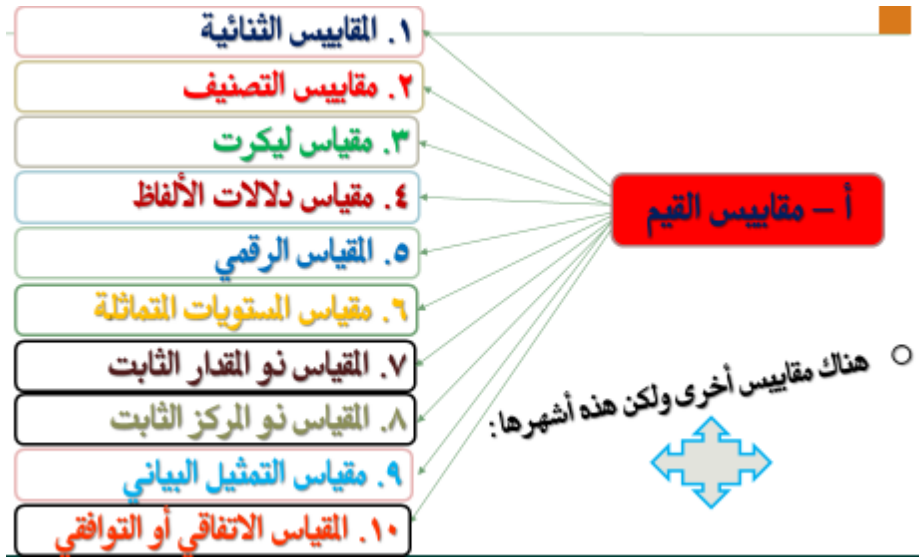 أ – مقاييس القيم
هناك مقاييس أخرى ولكن هذه أشهرها:
١. المقاييس الثنائية
٢. مقاييس التصنيف
٣. مقياس ليكرت
٤. مقياس دلالات الألفاظ
٥. المقياس الرقمي
٦. مقياس المستويات المتماثلة
٧. المقياس ذو المقدار الثابت
٨. المقياس ذو المركز الثابت
٩. مقياس التمثيل البياني
١٠. المقياس الاتفاقي أو التوافقي